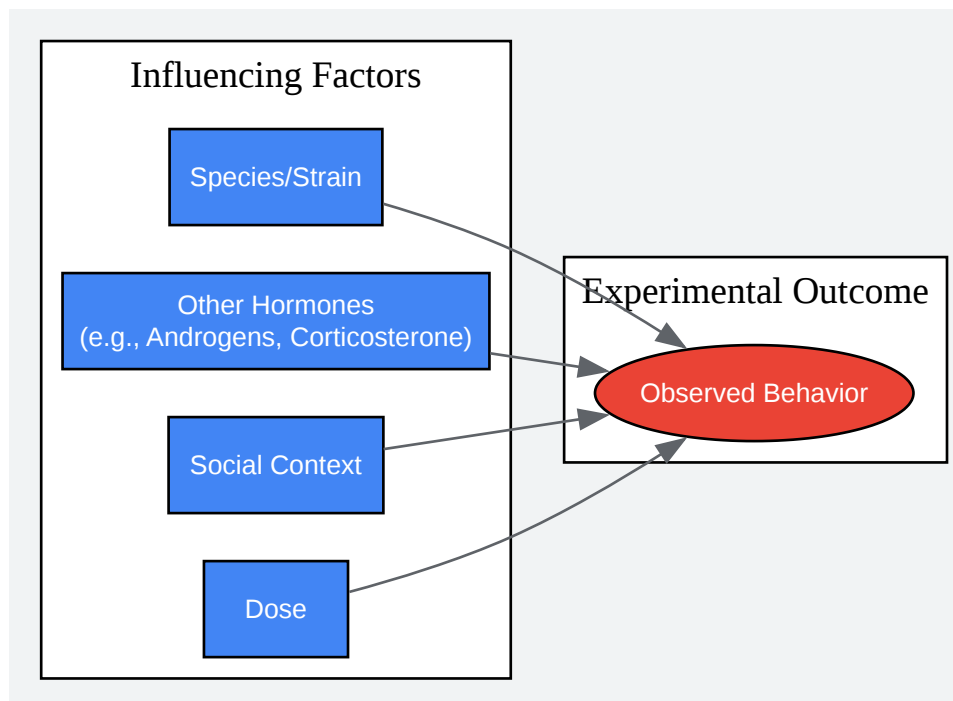 Influencing Factors
Species/Strain
Other Hormones
(e.g., Androgens, Corticosterone)
Social Context
Dose
Experimental Outcome
Observed Behavior